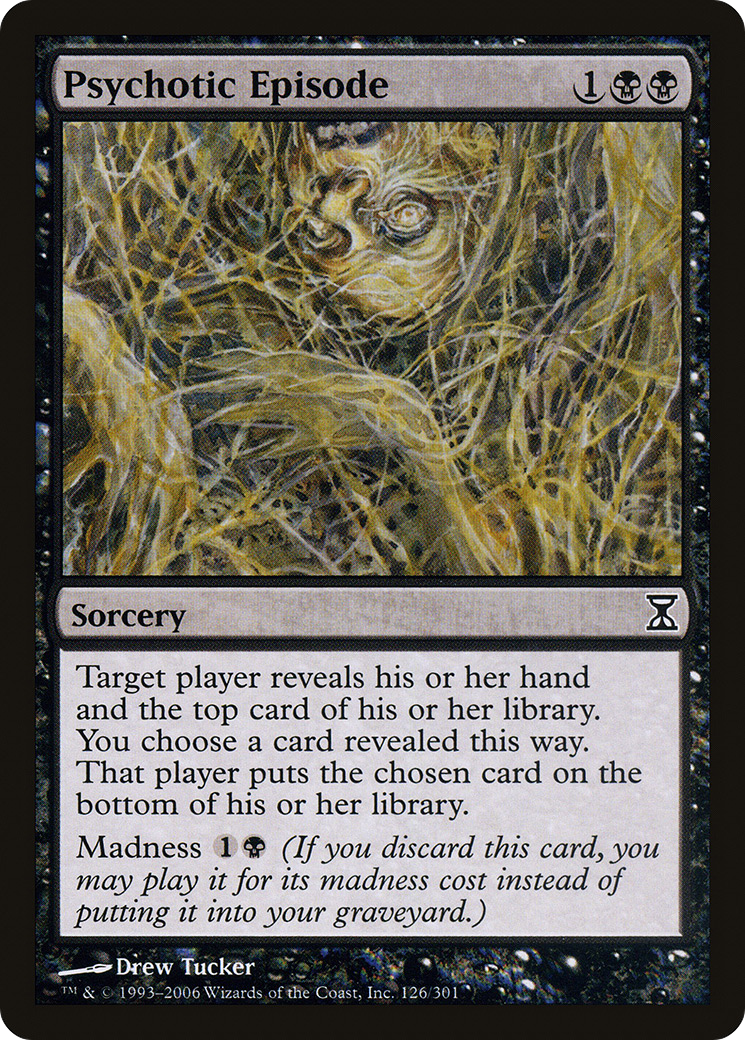 Psychotic Episode 1
Sorcery
Target player reveals his or her hand
and the top card of his or her library.
You choose a card revealed this way.
That player puts the chosen card on the
bottom of his or her library.
Madness 1 (If you discard this card, you
may play it for its madness cost instead of
putting it into your graveyard.)
Drew Tucker
™ & © 1993–2006 Wizards of the Coast, Inc. 126/301